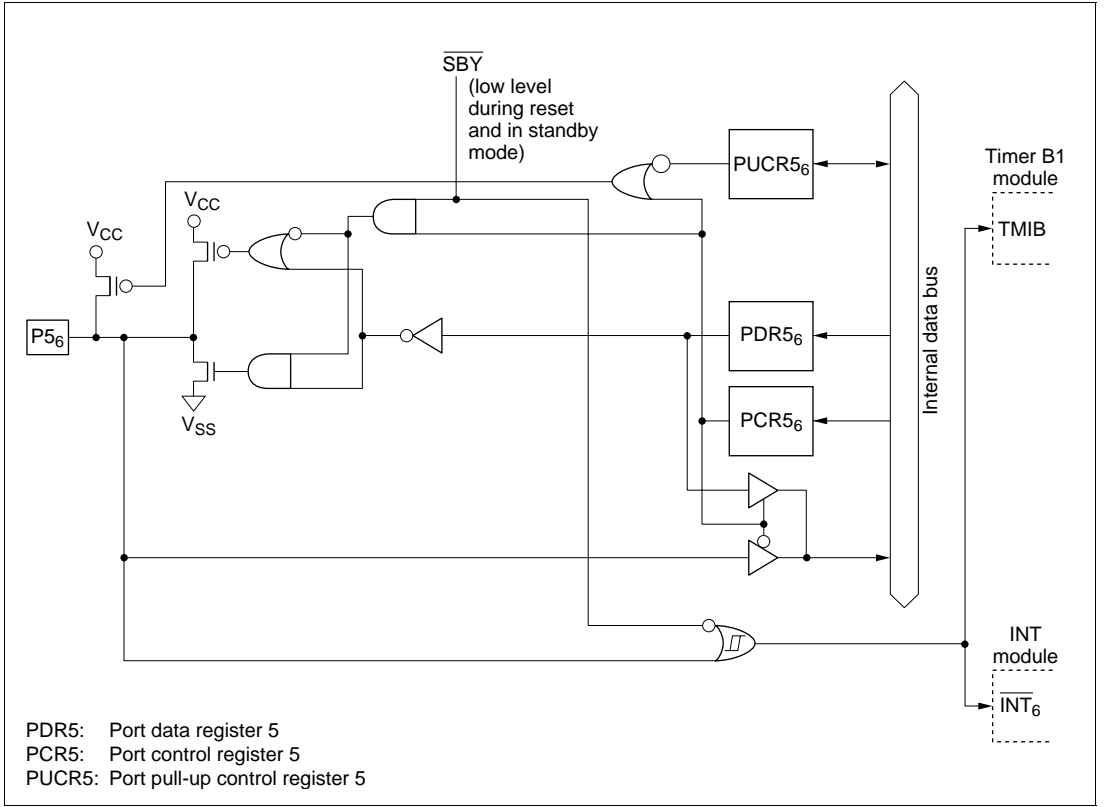 SBY
(low level
during reset
and in standby
mode)
PUCR5₆
Timer B1
module
TMIB
V_CC
V_CC
P5₆
PDR5₆
Internal data bus
PCR5₆
V_SS
INT
module
INT₆
PDR5: Port data register 5
PCR5: Port control register 5
PUCR5: Port pull-up control register 5